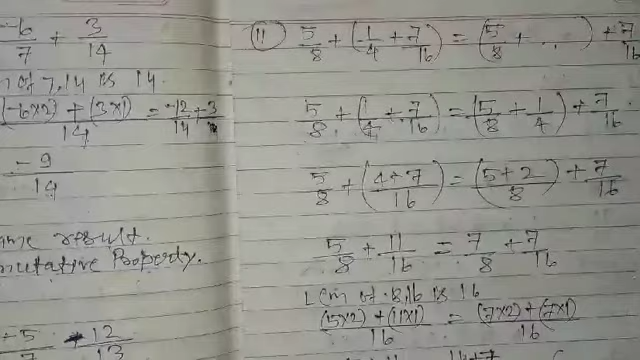 -6/7 + 3/14
of 7, 14 is 14
(-6×2) + (3×1)/14 = -12+3/14
-9/14
result.
mutative Property.
+ 12/13
(ii) 5/8 + (1/4 + 7/16) = (5/8 + ...) + 7/16
5/8 + (1/4 + 7/16) = (5/8 + 1/4) + 7/16
5/8 + (4+7/16) = (5+2/8) + 7/16
5/8 + 11/16 = 7/8 + 7/16
Lcm of 8,16 is 16
(5×2) + (11×1)/16 = (7×2) + (7×1)/16